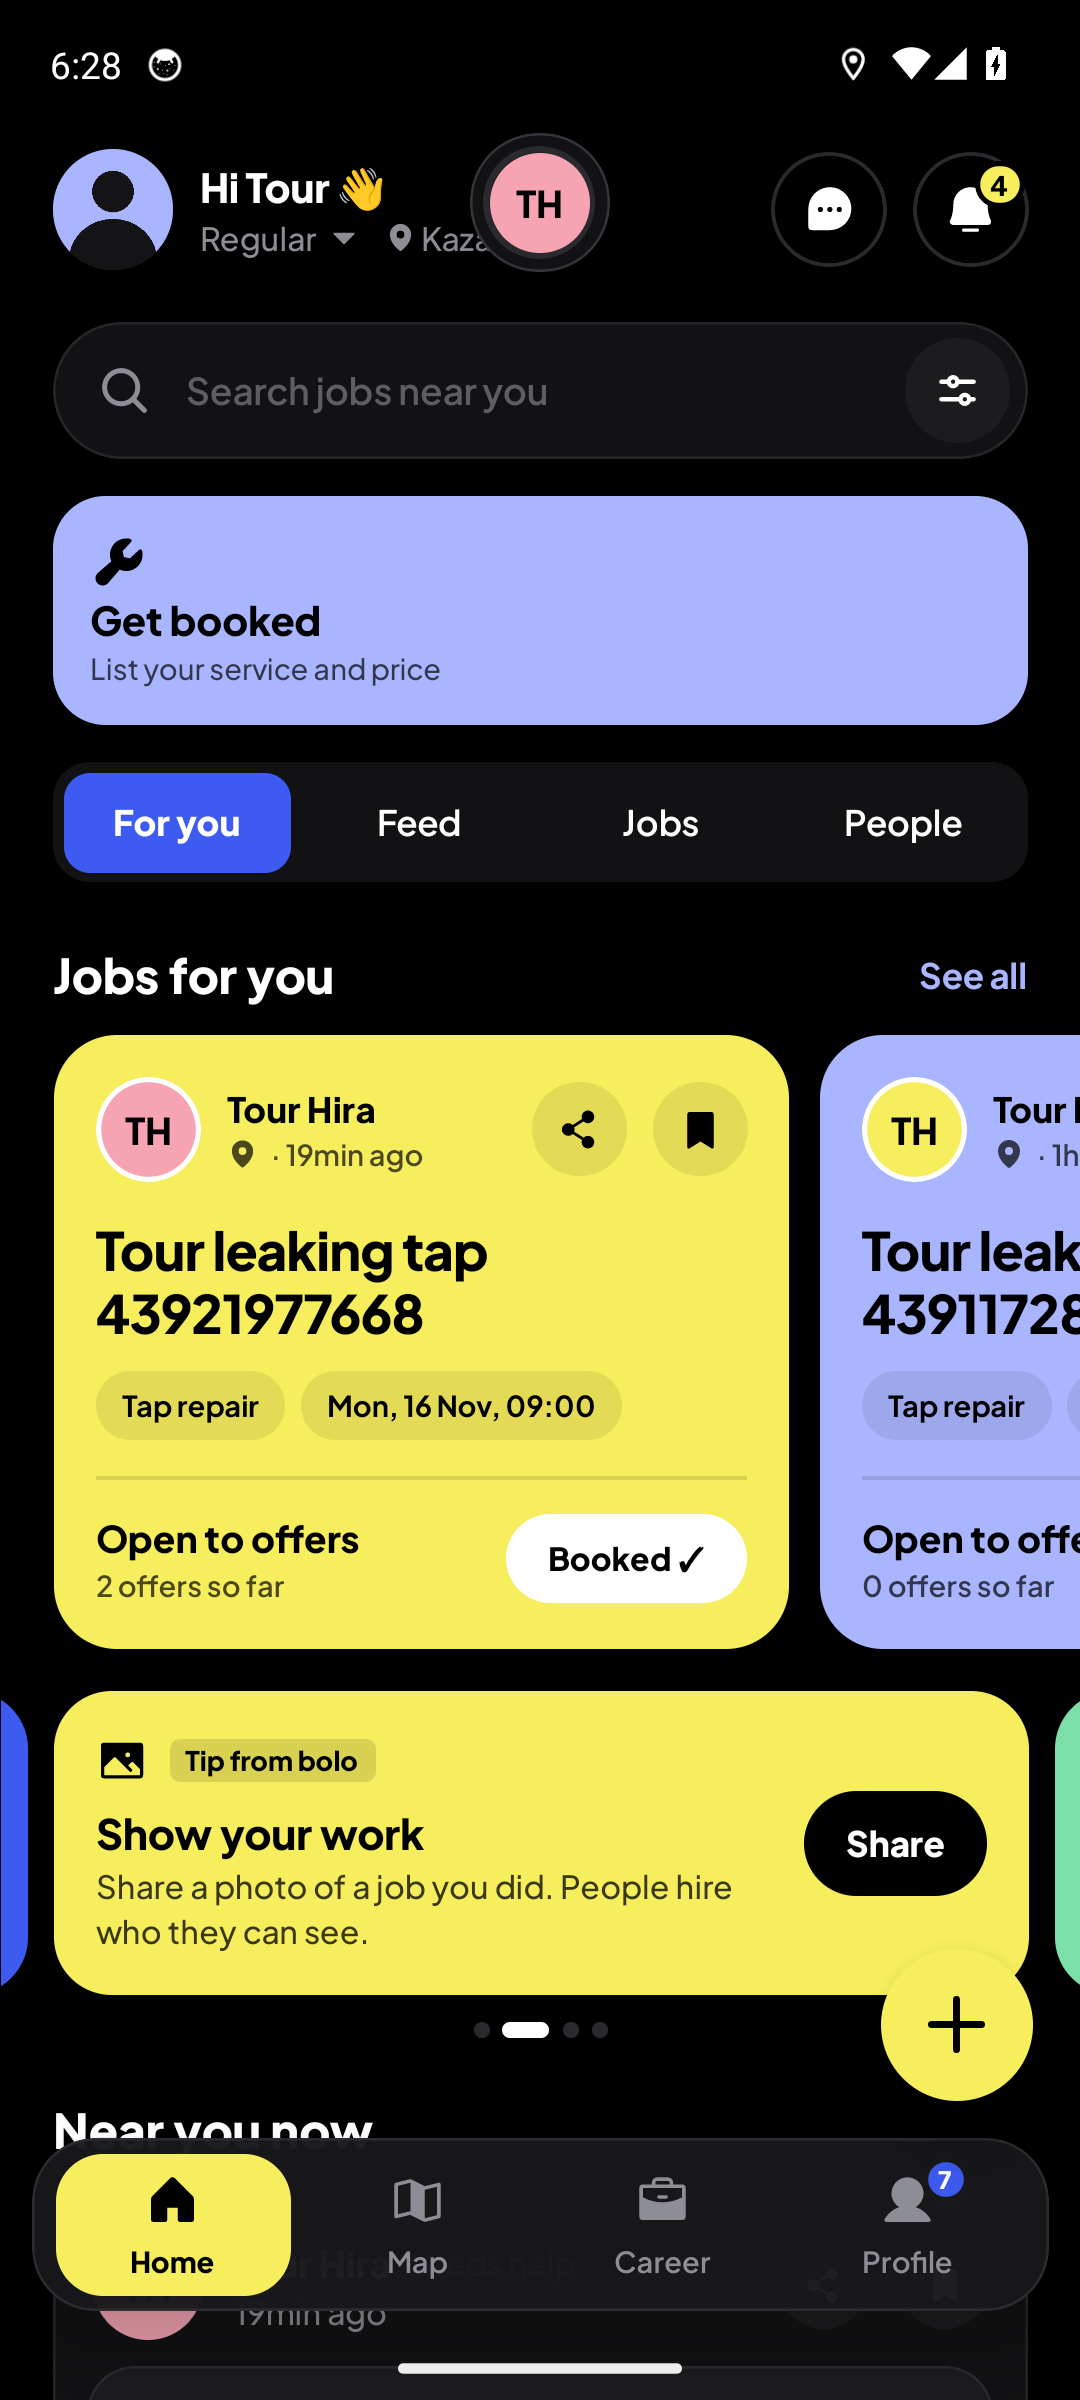 6:28
Hi Tour 👋
Regular
TH
4
Search jobs near you
Get booked
List your service and price
For you
Feed
Jobs
People
Jobs for you
See all
TH
Tour Hira
· 19min ago
Tour leaking tap
43921977668
Tap repair
Mon, 16 Nov, 09:00
Open to offers
2 offers so far
Booked ✓
TH
Tour
· 1h
Tour leak
43911728
Tap repair
Open to offe
0 offers so far
Tip from bolo
Show your work
Share a photo of a job you did. People hire
who they can see.
Share
Near you now
Home
Map
Career
Profile
7
19min ago